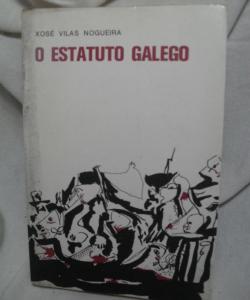 XOSÉ VILAS NOGUEIRA
O ESTATUTO GALEGO